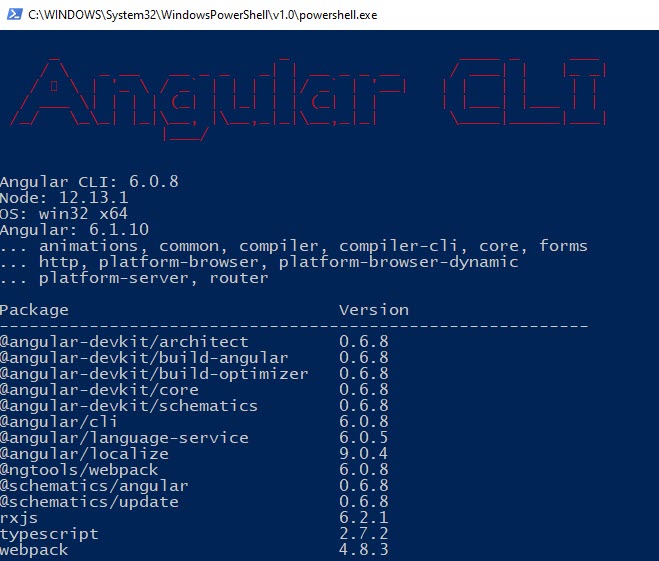 C:\WINDOWS\System32\WindowsPowerShell\v1.0\powershell.exe
Angular CLI
Angular CLI: 6.0.8
Node: 12.13.1
OS: win32 x64
Angular: 6.1.10
... animations, common, compiler, compiler-cli, core, forms
... http, platform-browser, platform-browser-dynamic
... platform-server, router
Package Version
-----------------------------------------------------------
@angular-devkit/architect 0.6.8
@angular-devkit/build-angular 0.6.8
@angular-devkit/build-optimizer 0.6.8
@angular-devkit/core 0.6.8
@angular-devkit/schematics 0.6.8
@angular/cli 6.0.8
@angular/language-service 6.0.5
@angular/localize 9.0.4
@ngtools/webpack 6.0.8
@schematics/angular 0.6.8
@schematics/update 0.6.8
rxjs 6.2.1
typescript 2.7.2
webpack 4.8.3